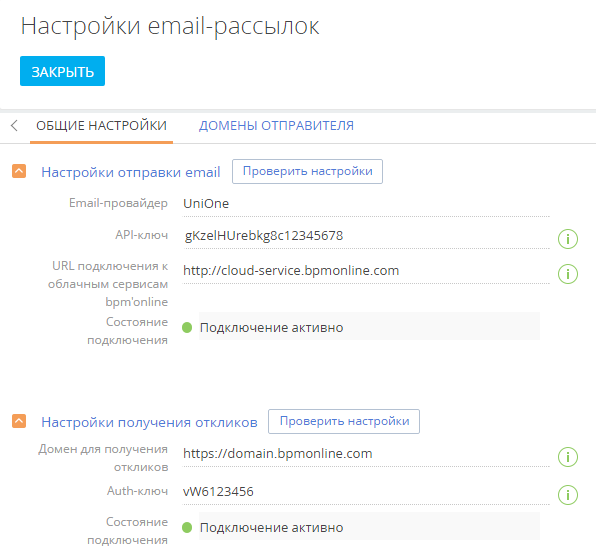 Настройки email-рассылок
ЗАКРЫТЬ
ОБЩИЕ НАСТРОЙКИ ДОМЕНЫ ОТПРАВИТЕЛЯ
Настройки отправки email Проверить настройки
Email-провайдер UniOne
API-ключ gKzelHUrebkg8c12345678
URL подключения к http://cloud-service.bpmonline.com
облачным сервисам
bpm'online
Состояние Подключение активно
подключения
Настройки получения откликов Проверить настройки
Домен для получения https://domain.bpmonline.com
откликов
Auth-ключ vW6123456
Состояние Подключение активно
подключения